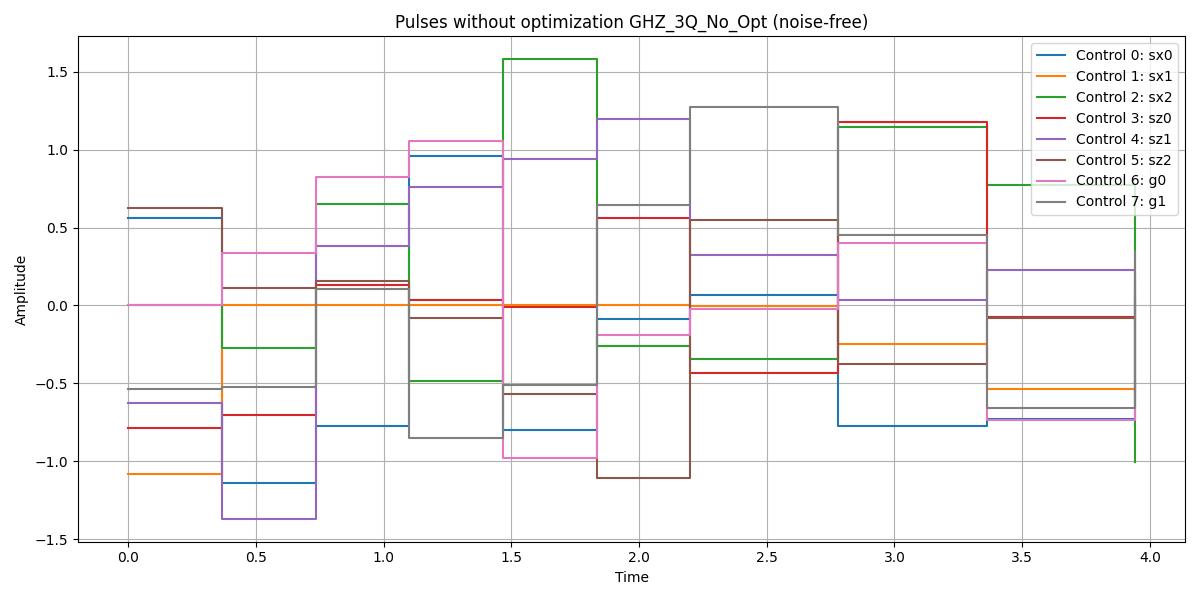 Pulses without optimization GHZ_3Q_No_Opt (noise-free)
Control 0: sx0
Control 1: sx1
Control 2: sx2
Control 3: sz0
Control 4: sz1
Control 5: sz2
Control 6: g0
Control 7: g1
Amplitude
1.5
1.0
0.5
0.0
−0.5
−1.0
−1.5
0.0 0.5 1.0 1.5 2.0 2.5 3.0 3.5 4.0
Time